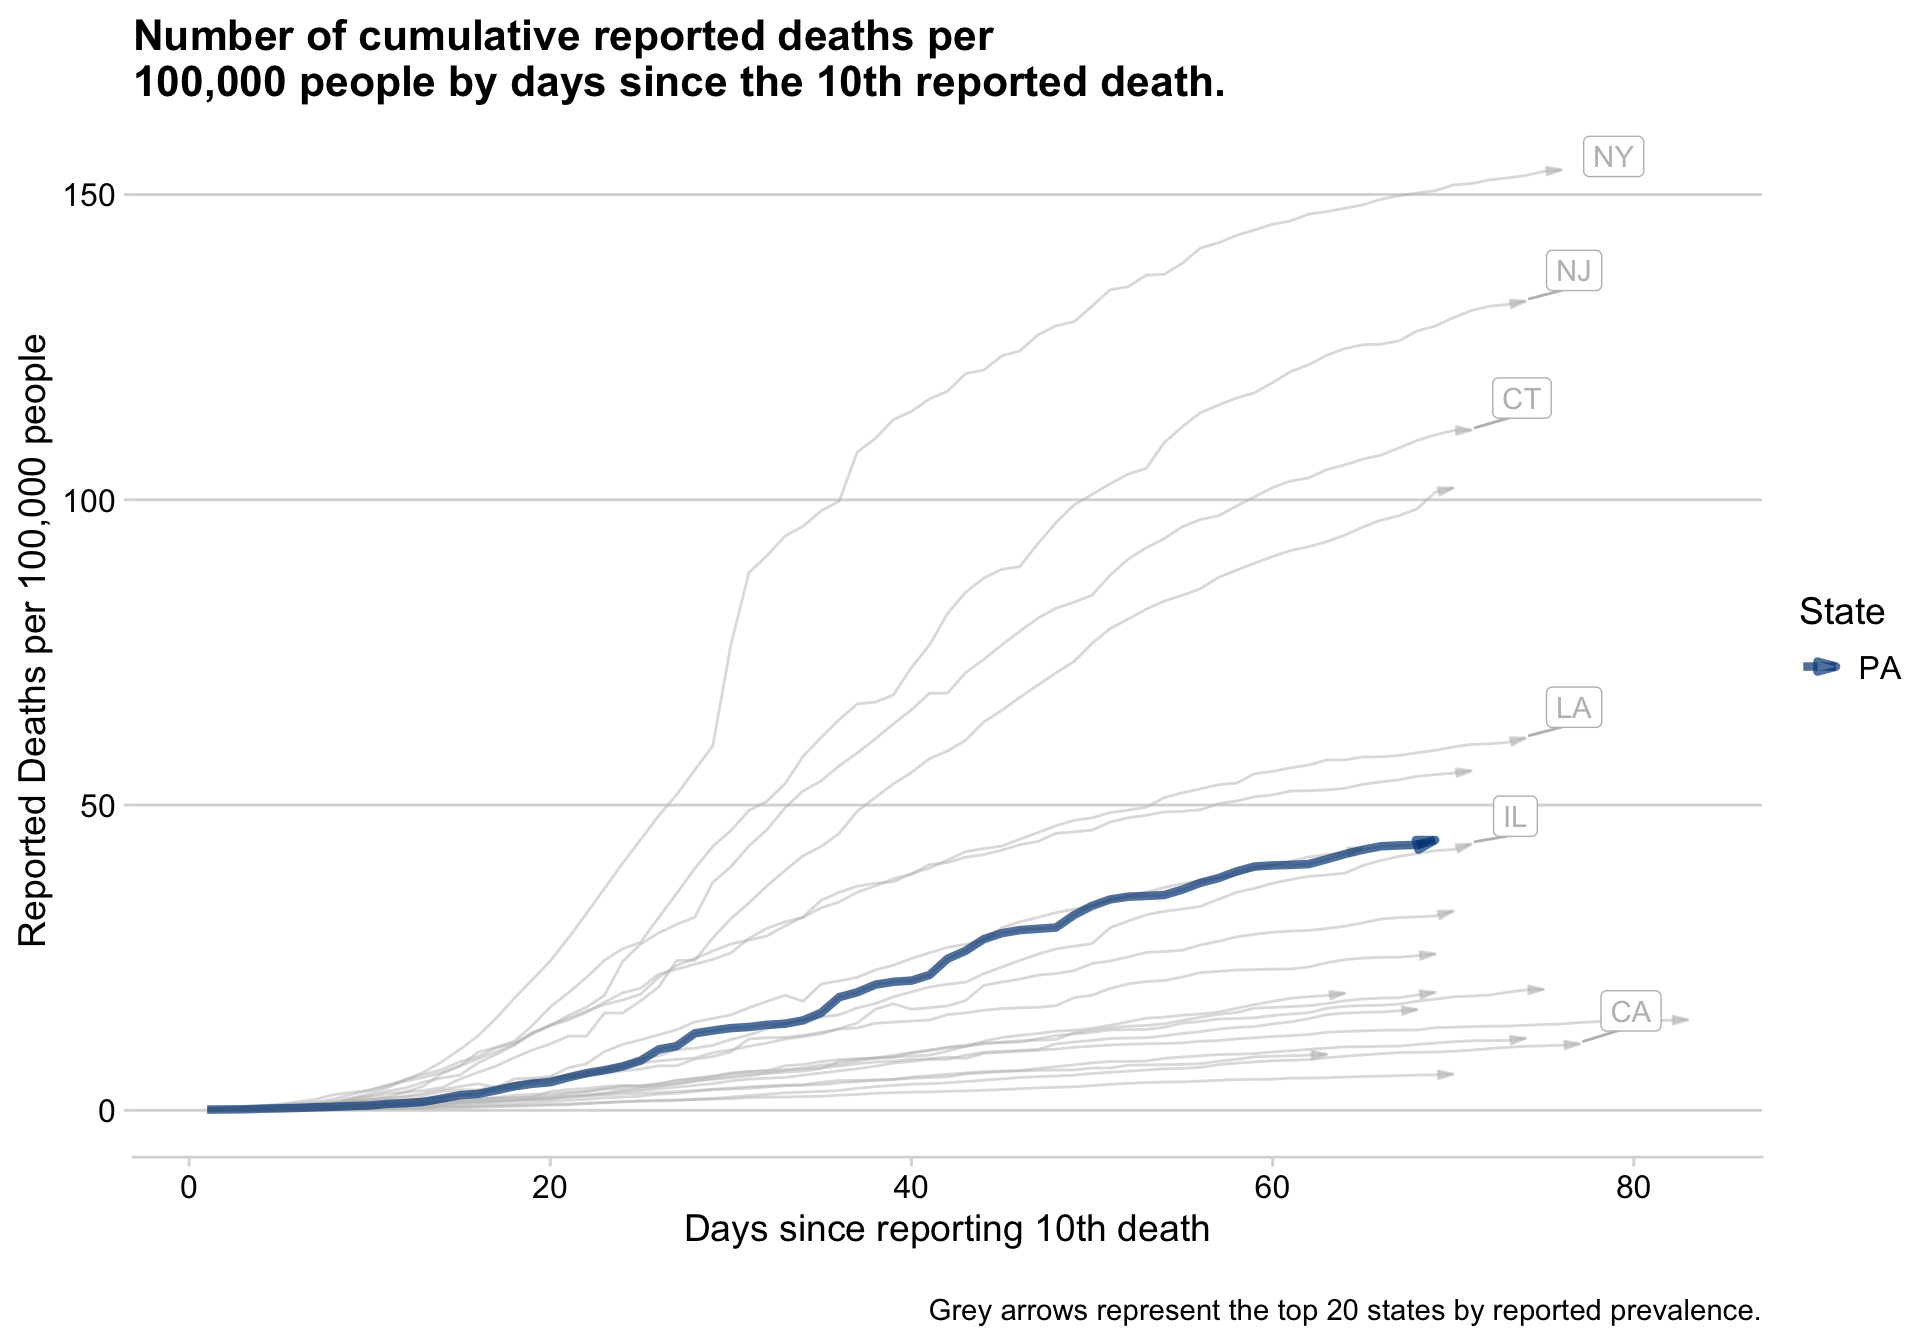 Number of cumulative reported deaths per
100,000 people by days since the 10th reported death.
NY
150
NJ
CT
100
Reported Deaths per 100,000 people
State
PA
LA
50
IL
CA
0
0 20 40 60 80
Days since reporting 10th death
Grey arrows represent the top 20 states by reported prevalence.